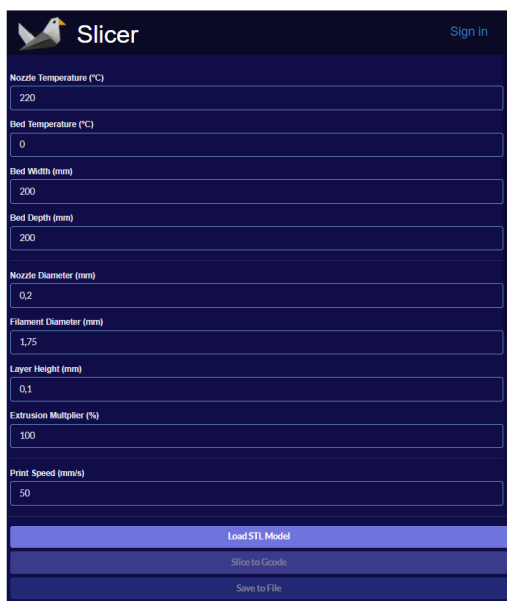 Slicer
Sign in
Nozzle Temperature (°C)
220
Bed Temperature (°C)
0
Bed Width (mm)
200
Bed Depth (mm)
200
Nozzle Diameter (mm)
0,2
Filament Diameter (mm)
1,75
Layer Height (mm)
0,1
Extrusion Multplier (%)
100
Print Speed (mm/s)
50
Load STL Model
Slice to Gcode
Save to File